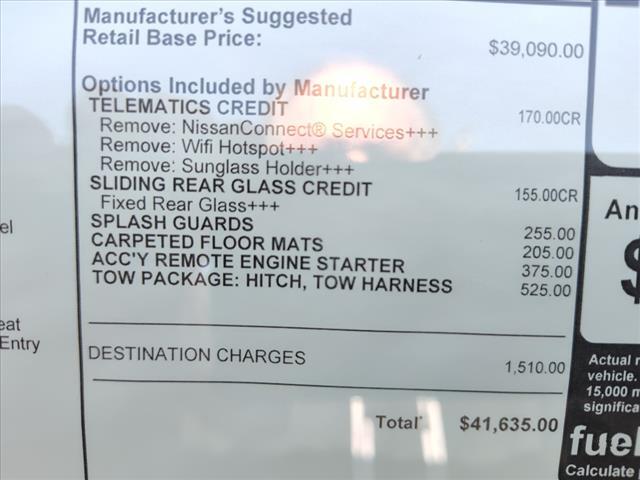 Manufacturer's Suggested
Retail Base Price: $39,090.00
Options Included by Manufacturer
TELEMATICS CREDIT 170.00CR
Remove: NissanConnect® Services+++
Remove: Wifi Hotspot+++
Remove: Sunglass Holder+++
SLIDING REAR GLASS CREDIT 155.00CR
Fixed Rear Glass+++
SPLASH GUARDS 255.00
CARPETED FLOOR MATS 205.00
ACC'Y REMOTE ENGINE STARTER 375.00
TOW PACKAGE: HITCH, TOW HARNESS 525.00
DESTINATION CHARGES 1,510.00
Total* $41,635.00
el
eat
Entry
An
$
Actual r
vehicle.
15,000 m
significa
fuel
Calculate